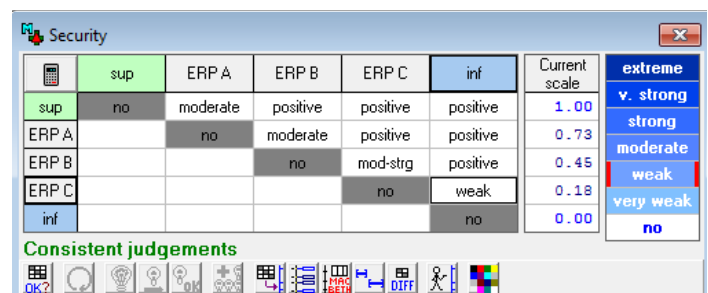 Security
sup ERP A ERP B ERP C inf Current scale extreme
sup no moderate positive positive positive 1.00 v. strong
ERP A no moderate positive positive 0.73 strong
ERP B no mod-strg positive 0.45 moderate
ERP C no weak 0.18 weak
inf no 0.00 very weak
no
Consistent judgements
OK? OK MAC BETH DIFF